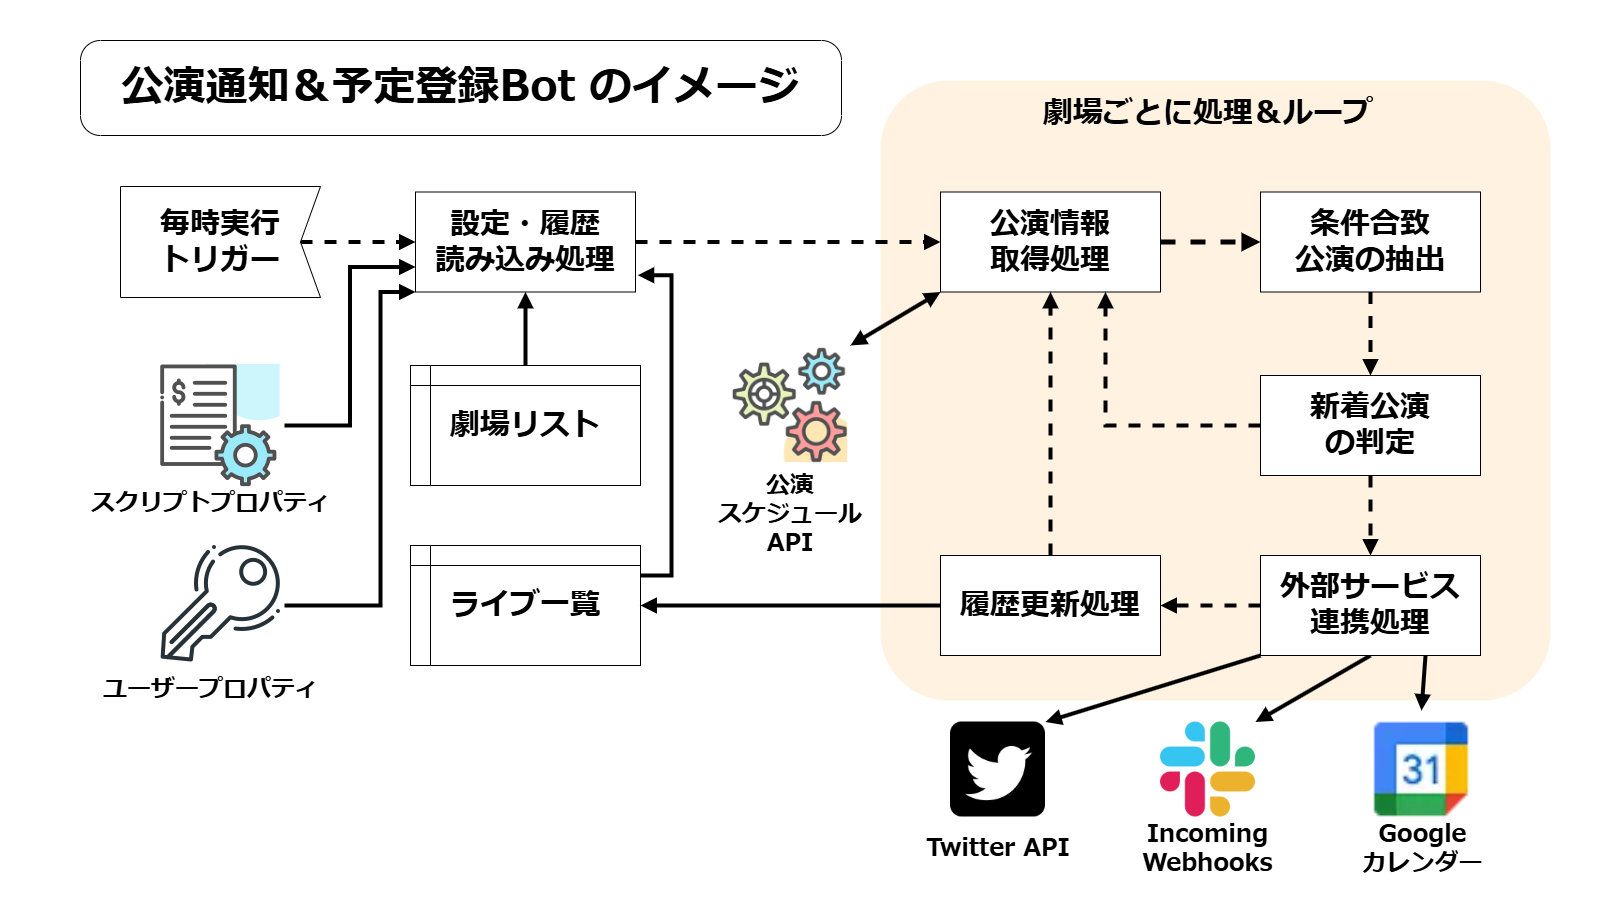 公演通知＆予定登録Bot のイメージ
劇場ごとに処理＆ループ
毎時実行
トリガー
設定・履歴
読み込み処理
公演情報
取得処理
条件合致
公演の抽出
$
スクリプトプロパティ
劇場リスト
公演
スケジュール
API
新着公演
の判定
ユーザープロパティ
ライブ一覧
履歴更新処理
外部サービス
連携処理
Twitter API
Incoming
Webhooks
31
Google
カレンダー